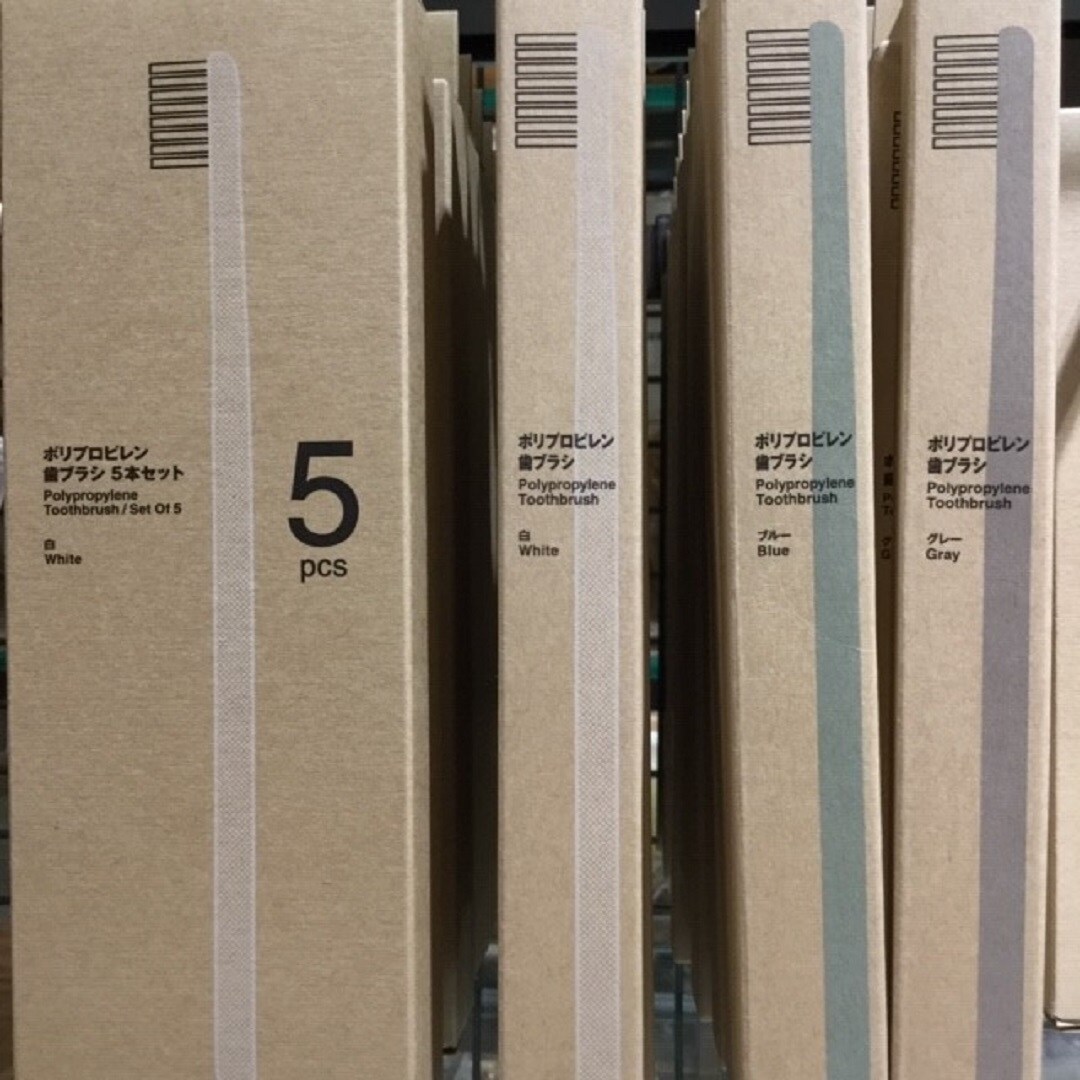 ポリプロピレン
歯ブラシ 5本セット
Polypropylene
Toothbrush / Set Of 5
白
White
5
pcs
ポリプロピレン
歯ブラシ
Polypropylene
Toothbrush
白
White
ポリプロピレン
歯ブラシ
Polypropylene
Toothbrush
ブルー
Blue
ポリプロピレン
歯ブラシ
Polypropylene
Toothbrush
グレー
Gray